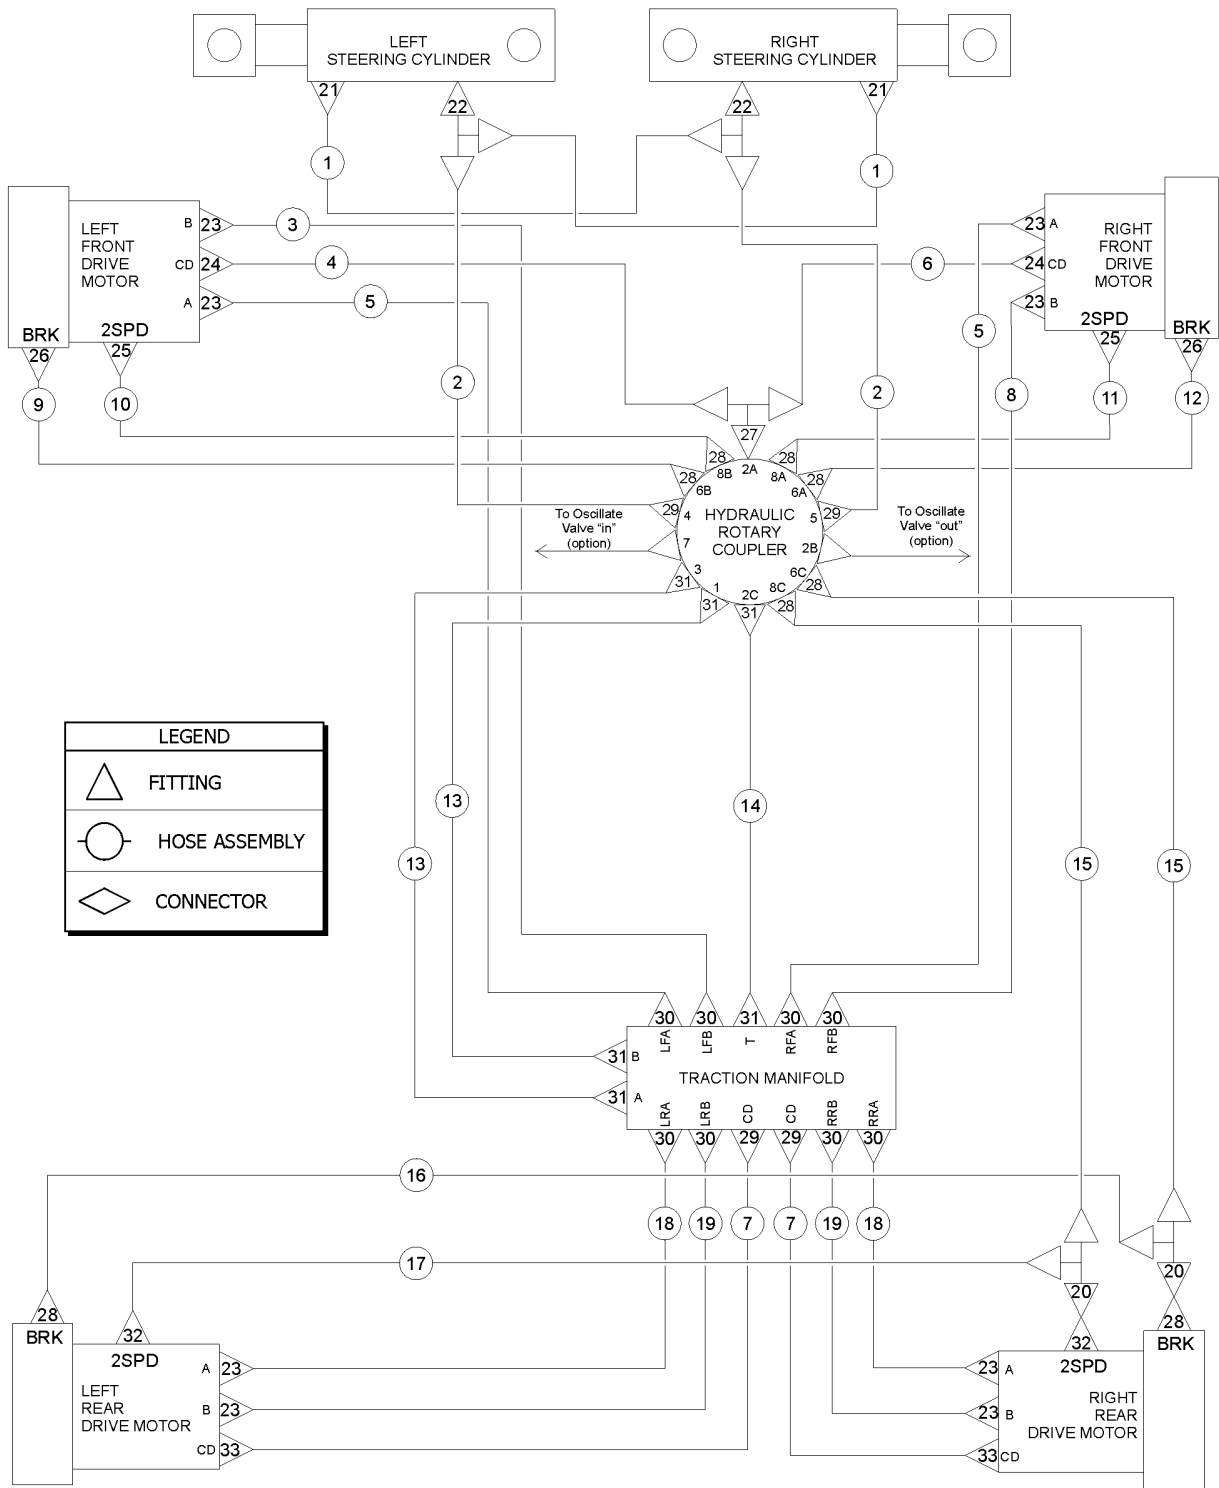 LEFT
STEERING CYLINDER
RIGHT
STEERING CYLINDER
21
22
22
21
1
1
B 23
3
LEFT
FRONT
DRIVE
MOTOR
CD 24
4
A 23
5
2SPD
BRK
25
26
9
10
2
23 A
RIGHT
FRONT
DRIVE
MOTOR
6
24 CD
23 B
5
2SPD
BRK
25
26
8
11
12
2
27
28
28
28
28
29
29
2A
8B
8A
6B
6A
4
5
7
2B
3
6C
1
8C
2C
HYDRAULIC
ROTARY
COUPLER
To Oscillate
Valve “in”
(option)
To Oscillate
Valve “out”
(option)
31
31
31
28
28
LEGEND
FITTING
HOSE ASSEMBLY
CONNECTOR
13
13
14
15
15
30
30
31
30
30
LFA
LFB
T
RFA
RFB
31 B
31 A
TRACTION MANIFOLD
LRA
LRB
CD
CD
RRB
RRA
30
30
29
29
30
30
16
18
19
7
7
19
18
17
20
20
28
32
32
28
BRK
2SPD
LEFT
REAR
DRIVE MOTOR
A 23
B 23
CD 33
BRK
2SPD
RIGHT
REAR
DRIVE MOTOR
23 A
23 B
33 CD